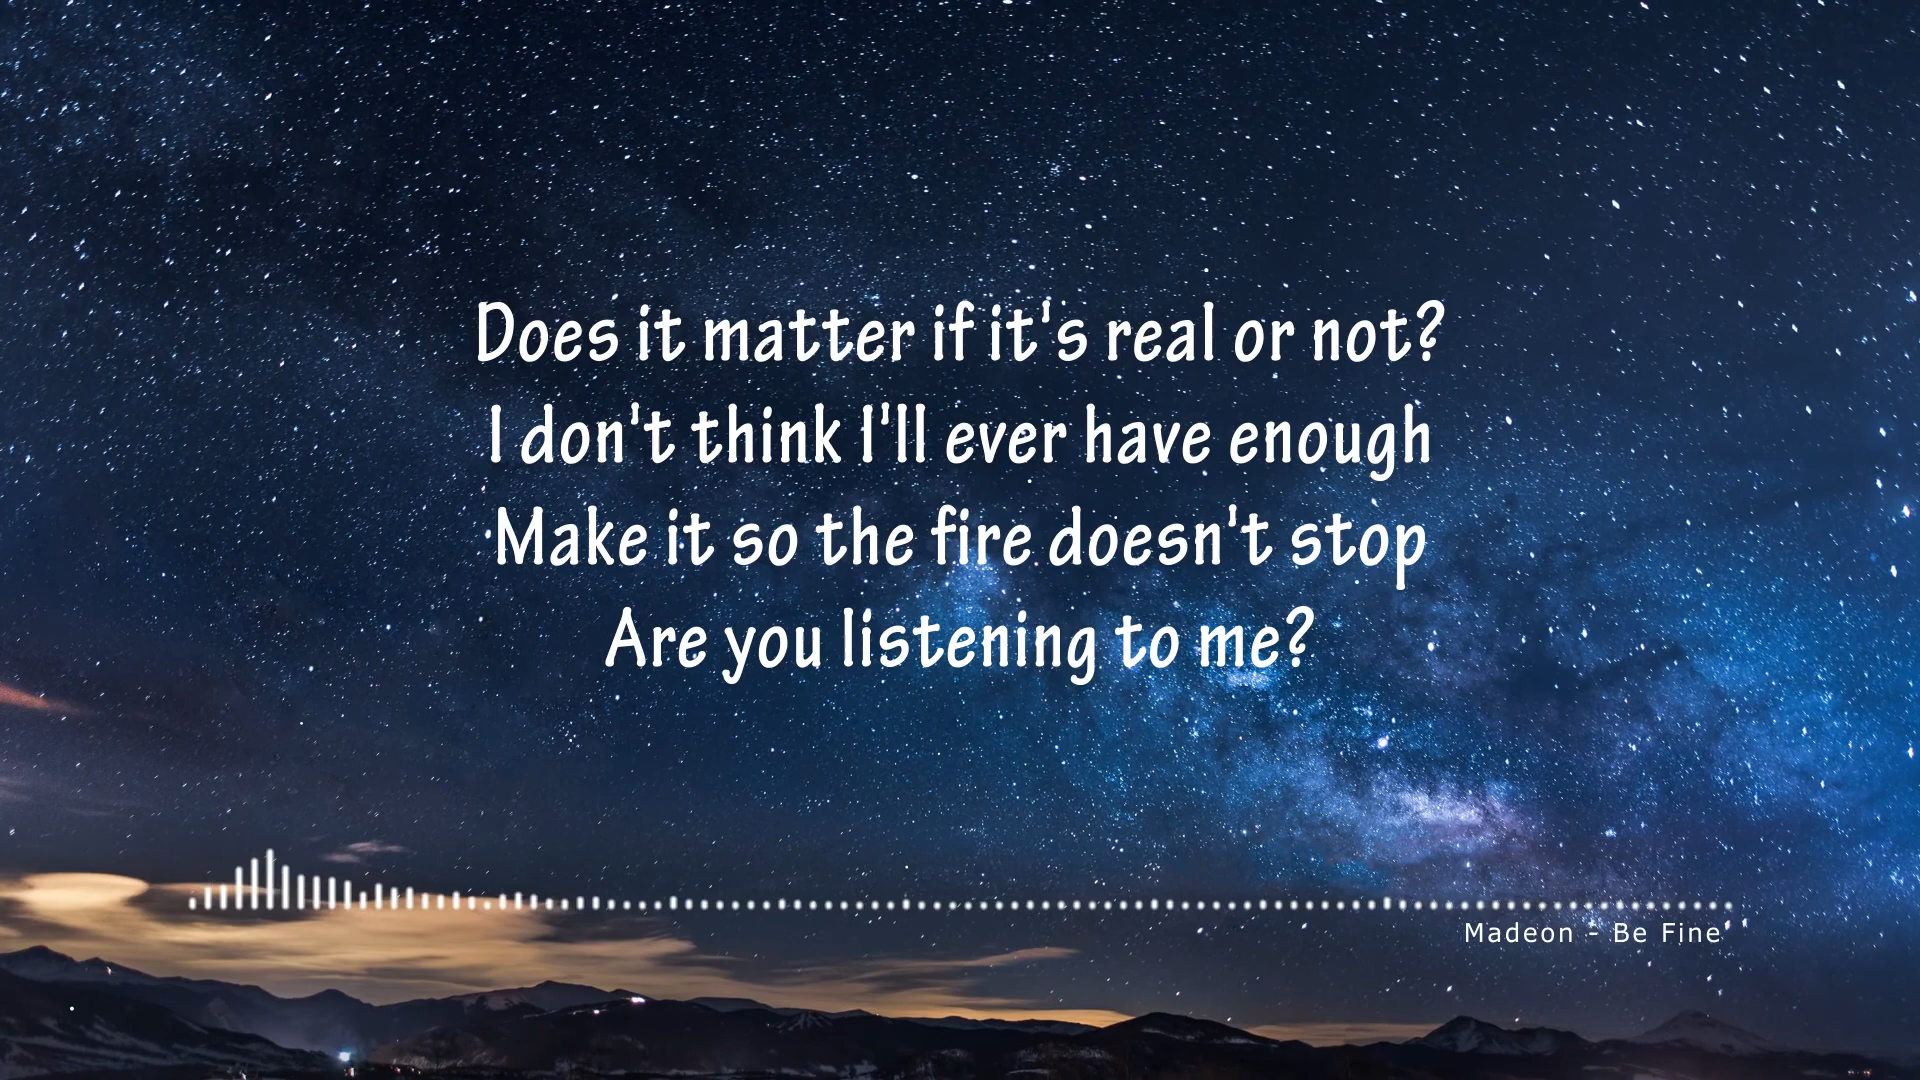 Does it matter if it's real or not?
I don't think I'll ever have enough
Make it so the fire doesn't stop
Are you listening to me?
Madeon - Be Fine